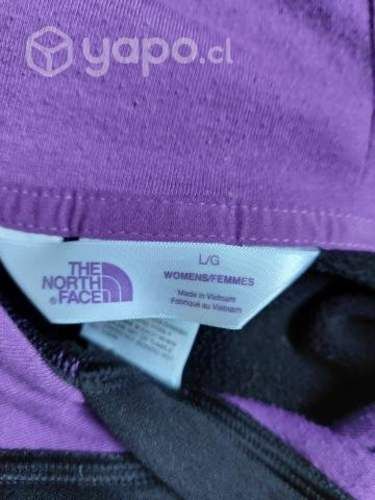 yapo.cl
THE
NORTH
FACE
L/G
WOMENS/FEMMES
Made in Vietnam
Fabriqué au Vietnam